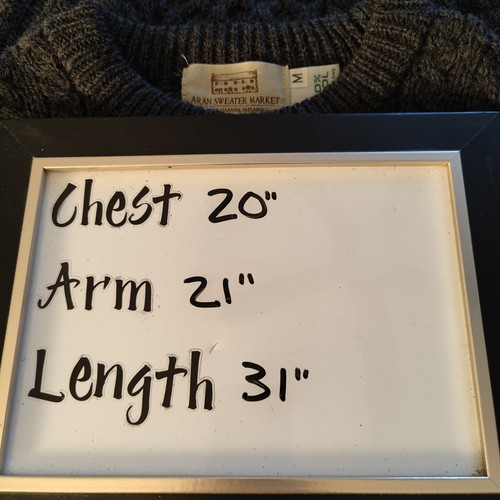 ARAN SWEATER MARKET
M
Chest 20"
Arm 21"
Length 31"